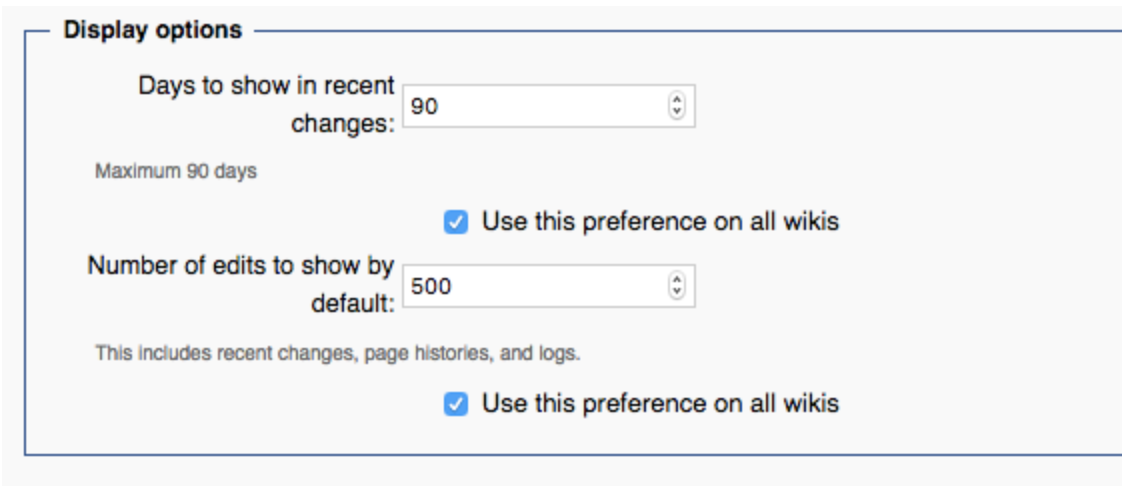 Display options
Days to show in recent
changes:
90
Maximum 90 days
Use this preference on all wikis
Number of edits to show by
default:
500
This includes recent changes, page histories, and logs.
Use this preference on all wikis